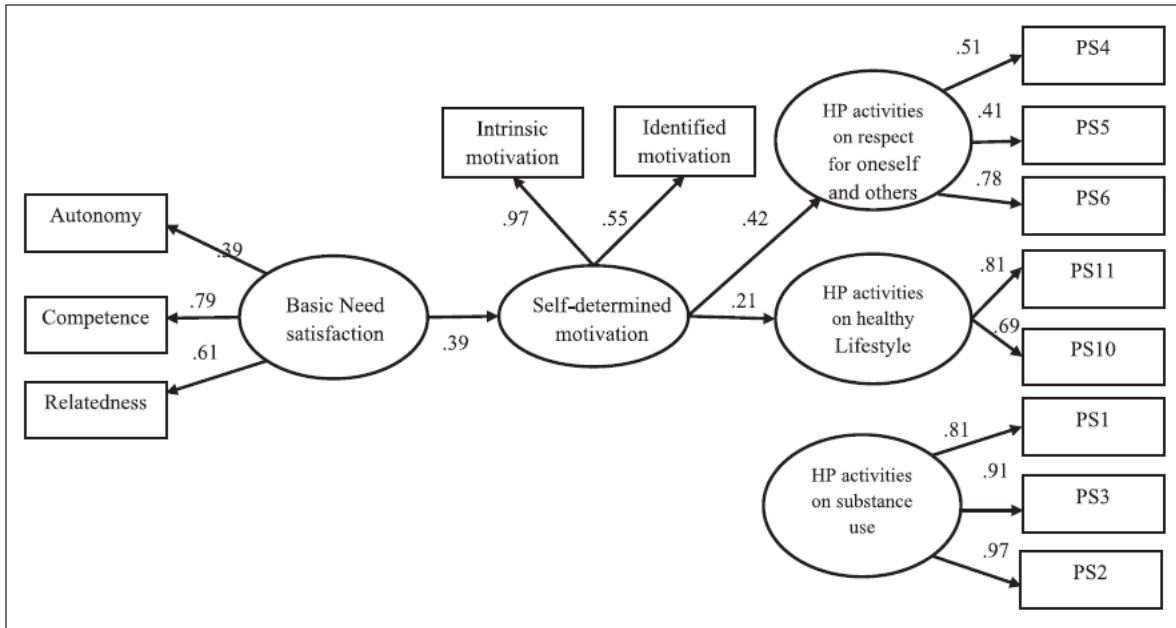 Autonomy
Competence
Relatedness
.39
.79
.61
Basic Need
satisfaction
.39
Intrinsic
motivation
Identified
motivation
.97
.55
Self-determined
motivation
.42
.21
HP activities
on respect
for oneself
and others
.51
.41
.78
PS4
PS5
PS6
HP activities
on healthy
Lifestyle
.81
.69
PS11
PS10
HP activities
on substance
use
.81
.91
.97
PS1
PS3
PS2